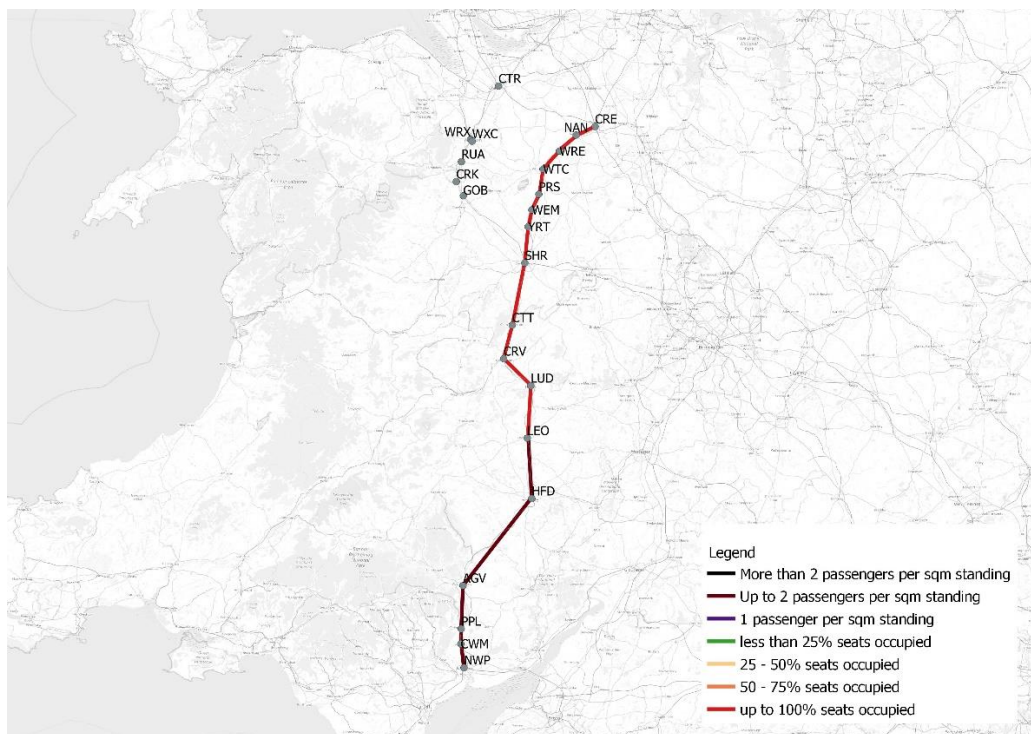 CTR
CRE
NAN
WRX WXC
WRE
RUA
WTC
CRK
PRS
GOB
WEM
YRT
SHR
CTT
CRV
LUD
LEO
HFD
AGV
PPL
CWM
NWP
Legend
More than 2 passengers per sqm standing
Up to 2 passengers per sqm standing
1 passenger per sqm standing
less than 25% seats occupied
25 - 50% seats occupied
50 - 75% seats occupied
up to 100% seats occupied